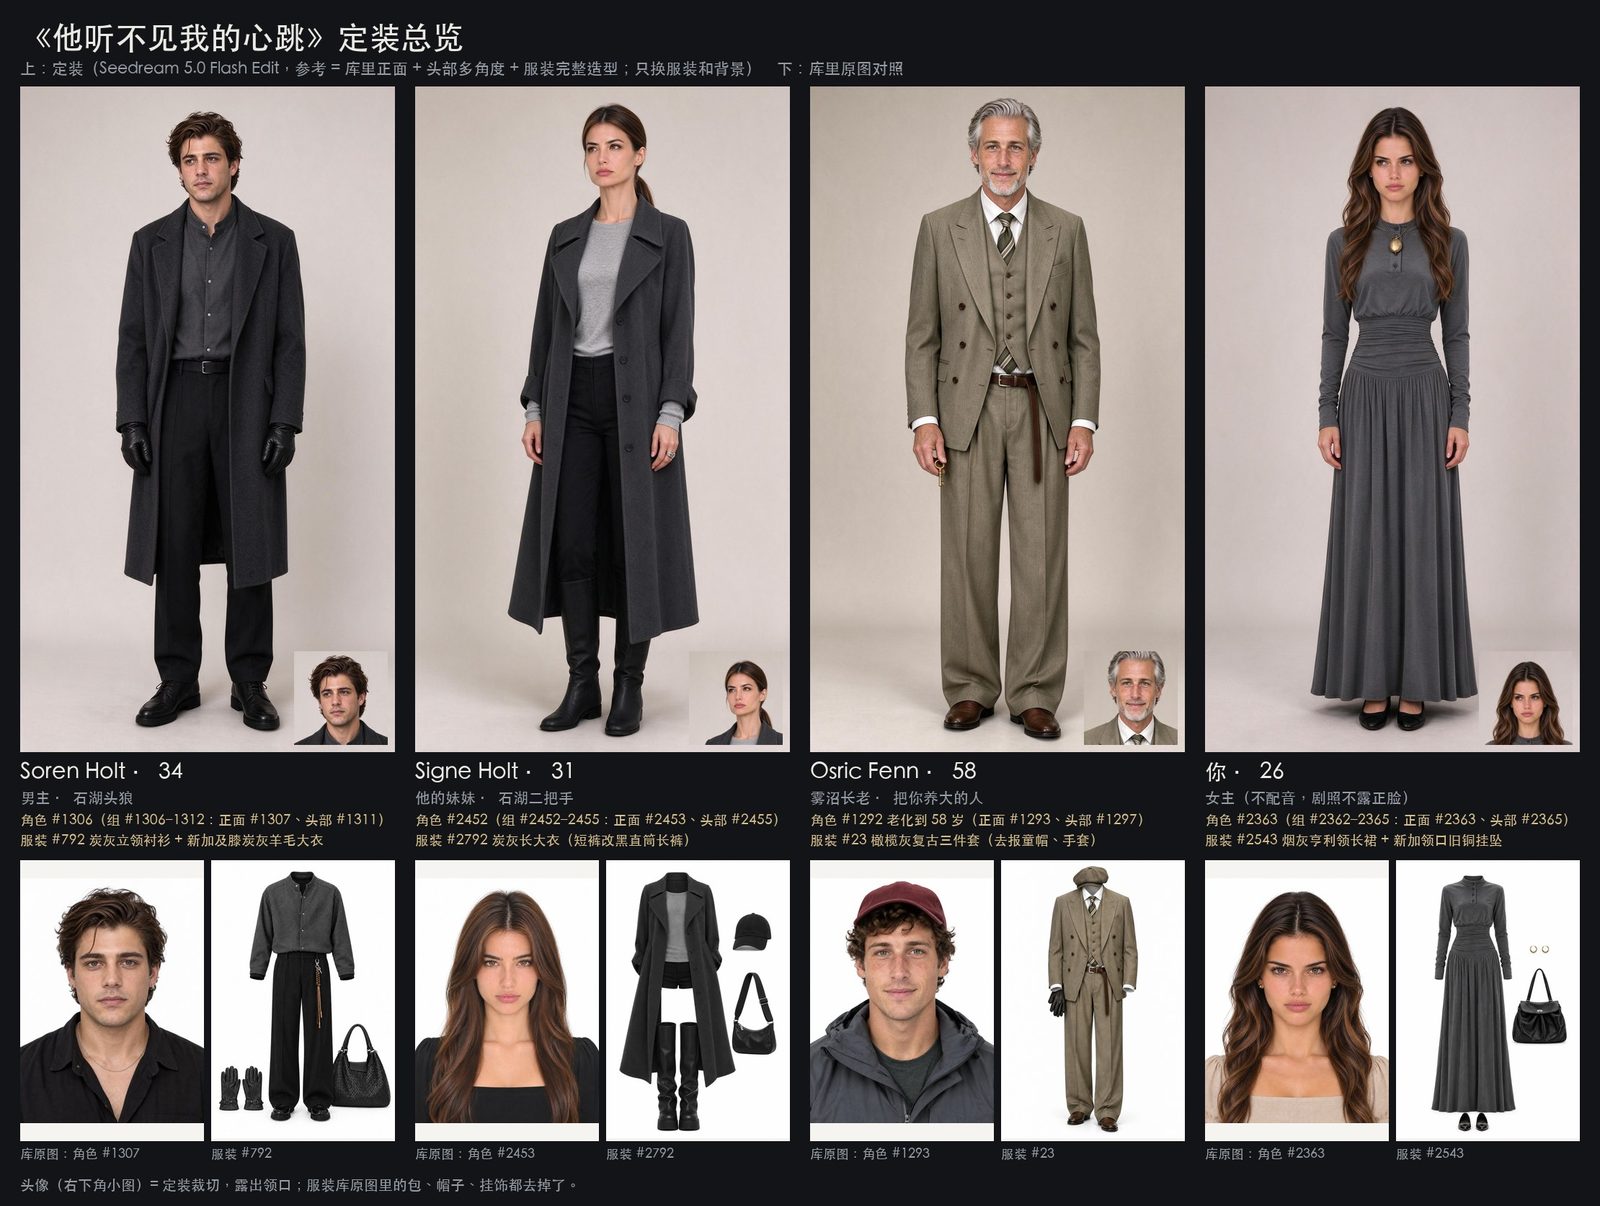 《他听不见我的心跳》定装总览
上：定装（Seedream 5.0 Flash Edit，参考 = 库里正面 + 头部多角度 + 服装完整造型；只换服装和背景） 下：库里原图对照
Soren Holt · 34
男主 · 石湖头狼
角色 #1306（组 #1306–1312：正面 #1307、头部 #1311）
服装 #792 炭灰立领衬衫 + 新加及膝炭灰羊毛大衣
Signe Holt · 31
他的妹妹 · 石湖二把手
角色 #2452（组 #2452–2455：正面 #2453、头部 #2455）
服装 #2792 炭灰长大衣（短裤改黑直筒长裤）
Osric Fenn · 58
雾沼长老 · 把你养大的人
角色 #1292 老化到 58 岁（正面 #1293、头部 #1297）
服装 #23 橄榄灰复古三件套（去报童帽、手套）
你 · 26
女主（不配音，剧照不露正脸）
角色 #2363（组 #2362–2365：正面 #2363、头部 #2365）
服装 #2543 烟灰亨利领长裙 + 新加领口旧铜挂坠
库原图：角色 #1307
服装 #792
库原图：角色 #2453
服装 #2792
库原图：角色 #1293
服装 #23
库原图：角色 #2363
服装 #2543
头像（右下角小图）= 定装裁切，露出领口；服装库原图里的包、帽子、挂饰都去掉了。